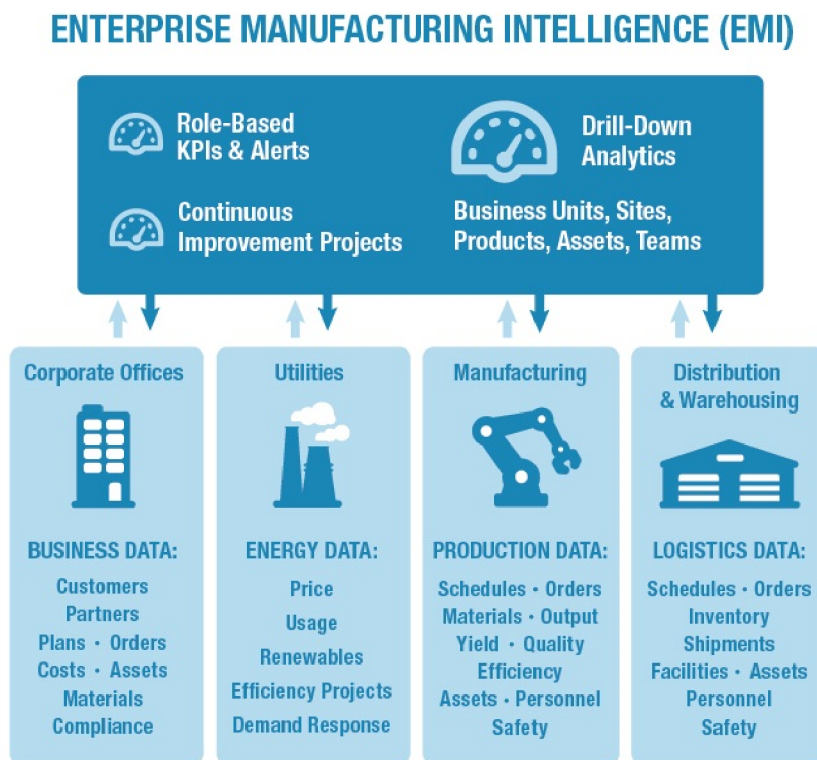 ENTERPRISE MANUFACTURING INTELLIGENCE (EMI)
Role-Based
KPIs & Alerts
Continuous
Improvement Projects
Drill-Down
Analytics
Business Units, Sites,
Products, Assets, Teams
Corporate Offices
BUSINESS DATA:
Customers
Partners
Plans • Orders
Costs • Assets
Materials
Compliance
Utilities
ENERGY DATA:
Price
Usage
Renewables
Efficiency Projects
Demand Response
Manufacturing
PRODUCTION DATA:
Schedules • Orders
Materials • Output
Yield • Quality
Efficiency
Assets • Personnel
Safety
Distribution
& Warehousing
LOGISTICS DATA:
Schedules • Orders
Inventory
Shipments
Facilities • Assets
Personnel
Safety